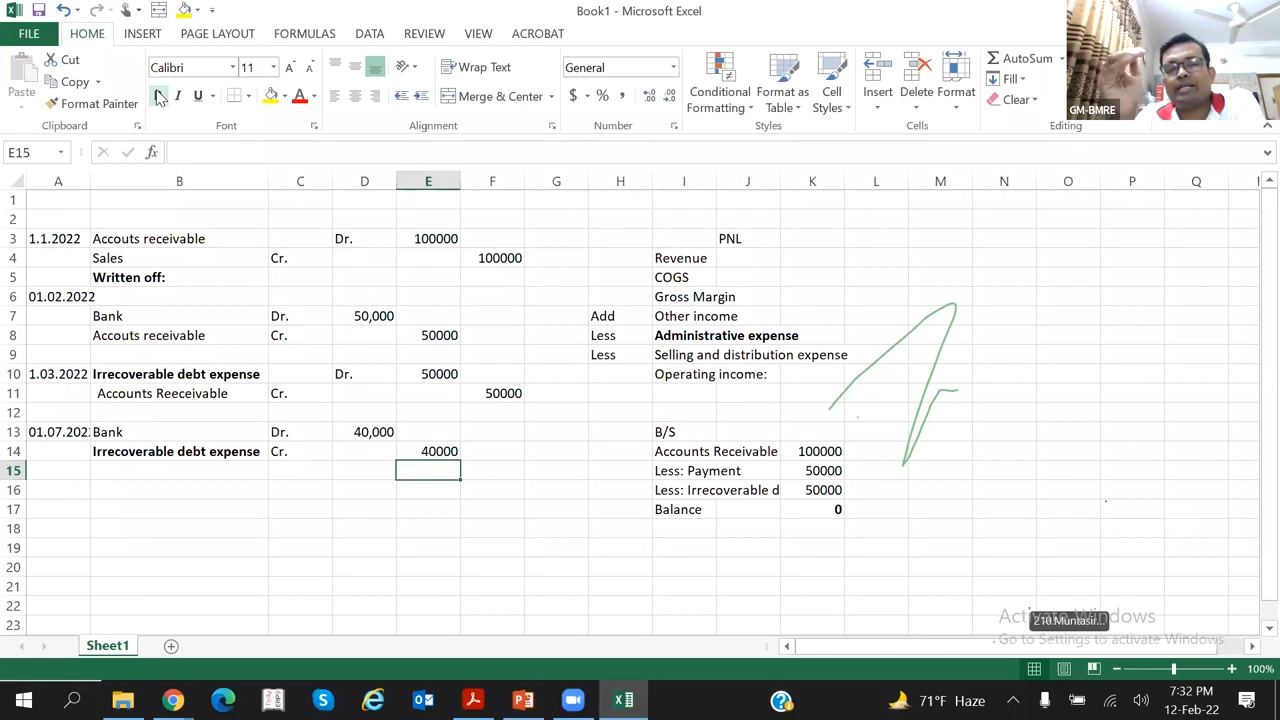 Book1 - Microsoft Excel
FILE HOME INSERT PAGE LAYOUT FORMULAS DATA REVIEW VIEW ACROBAT
Paste Cut Copy Format Painter Clipboard
Calibri 11 I U A Font
Wrap Text Merge & Center Alignment
General $ % , Number
Conditional Formatting Format as Table Cell Styles Styles
Insert Delete Format Cells
AutoSum Fill Clear Editing
GM-BMRE
E15 fx
A B C D E F G H I J K L M N O P Q
1
2
3 1.1.2022 Accouts receivable Dr. 100000 PNL
4 Sales Cr. 100000 Revenue
5 Written off: COGS
6 01.02.2022 Gross Margin
7 Bank Dr. 50,000 Add Other income
8 Accouts receivable Cr. 50000 Less Administrative expense
9 Less Selling and distribution expense
10 1.03.2022 Irrecoverable debt expense Dr. 50000 Operating income:
11 Accounts Reeceivable Cr. 50000
12
13 01.07.202 Bank Dr. 40,000 B/S
14 Irrecoverable debt expense Cr. 40000 Accounts Receivable 100000
15 Less: Payment 50000
16 Less: Irrecoverable d 50000
17 Balance 0
18
19
20
21
22
23
Activate Windows
210.Muntasir...
Go to Settings to activate Windows.
Sheet1
100%
71°F Haze
7:32 PM
12-Feb-22